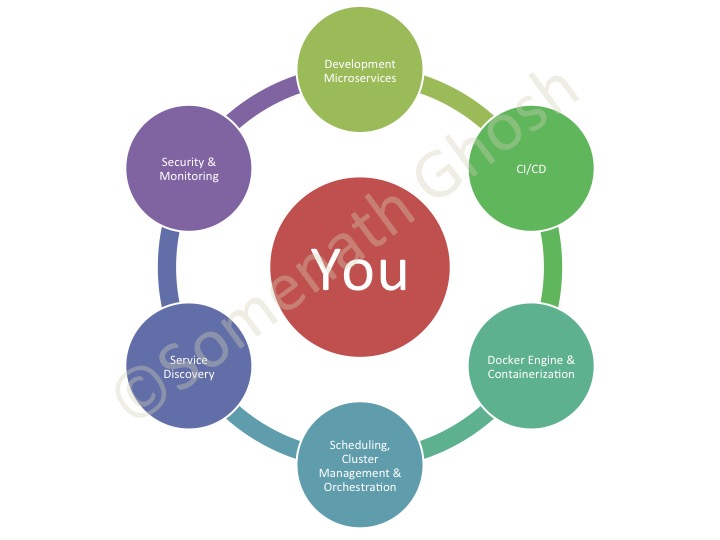 Development
Microservices
CI/CD
Docker Engine &
Containerization
Scheduling,
Cluster
Management &
Orchestration
Service
Discovery
Security &
Monitoring
You
©Somenath Ghosh